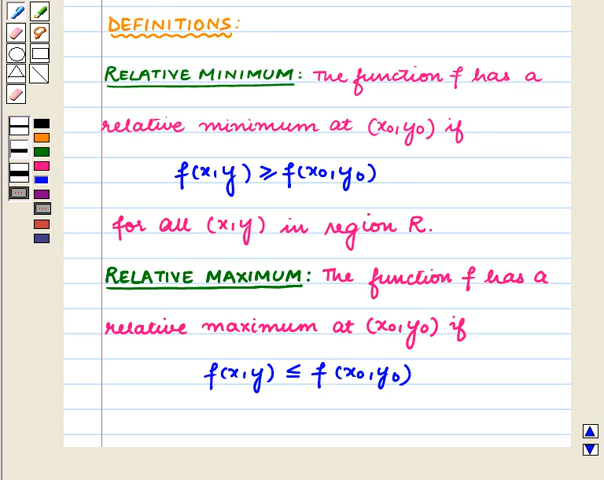 DEFINITIONS:
RELATIVE MINIMUM: The function f has a
relative minimum at (x₀,y₀) if
f(x,y) ≥ f(x₀,y₀)
for all (x,y) in region R.
RELATIVE MAXIMUM: The function f has a
relative maximum at (x₀,y₀) if
f(x,y) ≤ f(x₀,y₀)